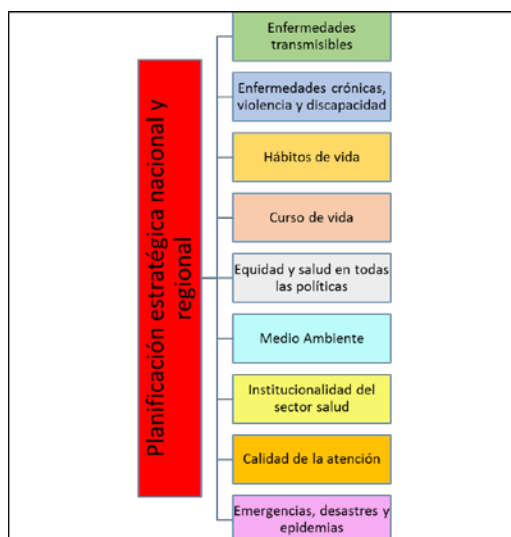 Planificación estratégica nacional y
regional
Enfermedades
transmisibles
Enfermedades crónicas,
violencia y discapacidad
Hábitos de vida
Curso de vida
Equidad y salud en todas
las políticas
Medio Ambiente
Institucionalidad del
sector salud
Calidad de la atención
Emergencias, desastres y
epidemias